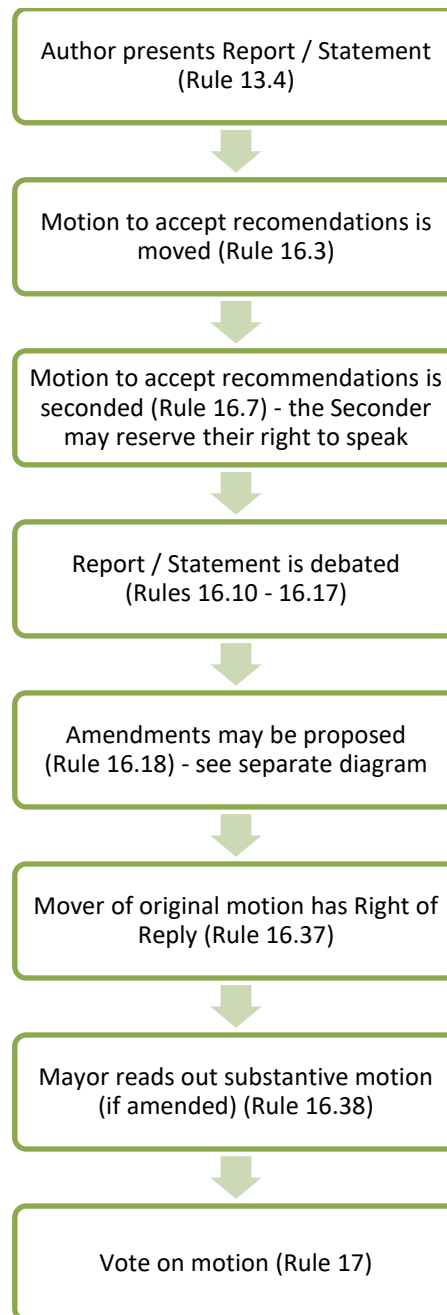 Author presents Report / Statement
(Rule 13.4)
Motion to accept recomendations is
moved (Rule 16.3)
Motion to accept recommendations is
seconded (Rule 16.7) - the Seconder
may reserve their right to speak
Report / Statement is debated
(Rules 16.10 - 16.17)
Amendments may be proposed
(Rule 16.18) - see separate diagram
Mover of original motion has Right of
Reply (Rule 16.37)
Mayor reads out substantive motion
(if amended) (Rule 16.38)
Vote on motion (Rule 17)